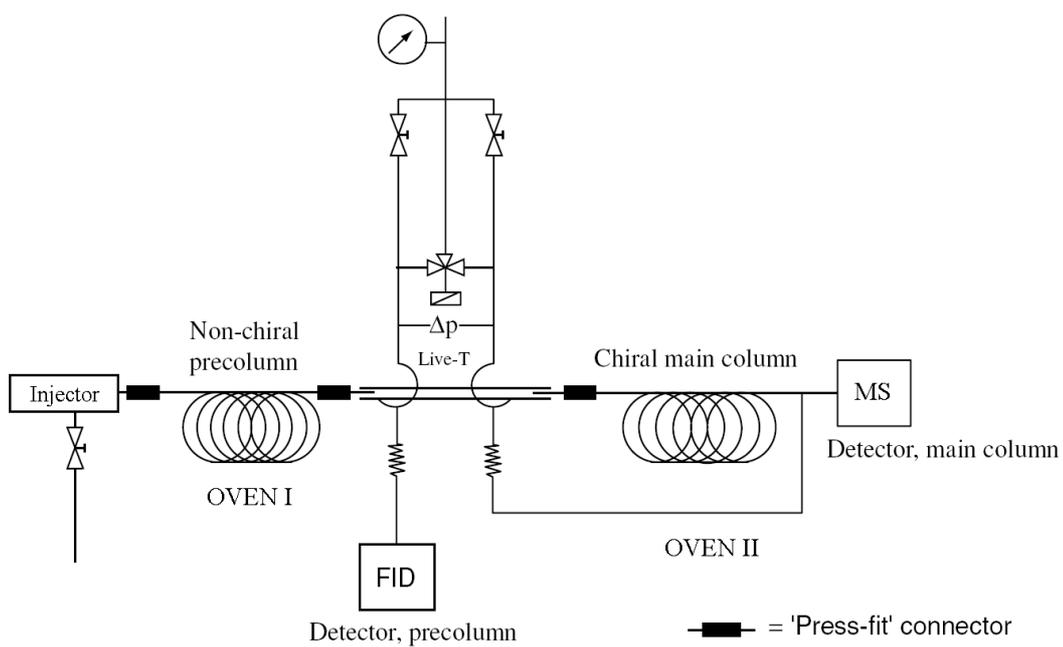 Non-chiral
precolumn
Δp
Live-T
Chiral main column
Injector
MS
Detector, main column
OVEN I
OVEN II
FID
Detector, precolumn
= 'Press-fit' connector